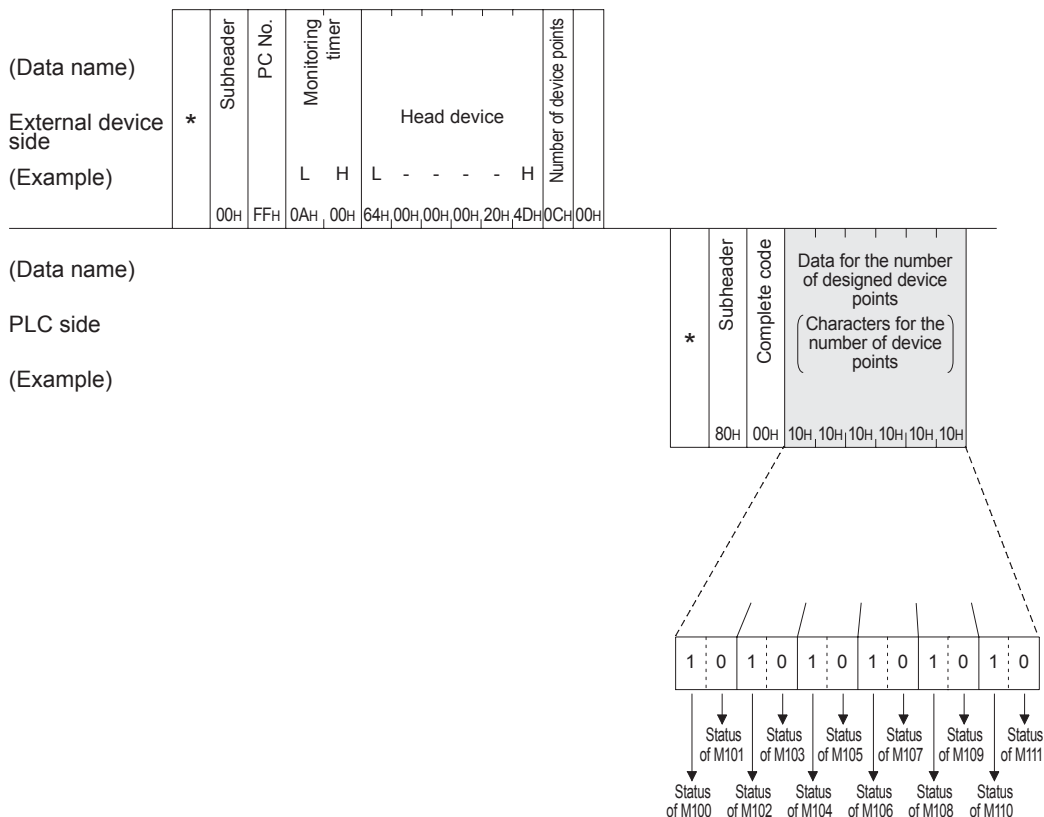 (Data name)
External device
side
(Example)
*
Subheader
PC No.
Monitoring
timer
Head device
Number of device points
L H L - - - - H
00H FFH 0AH 00H 64H 00H 00H 00H 20H 4DH 0CH 00H
(Data name)
PLC side
(Example)
*
Subheader
Complete code
Data for the number
of designed device
points
(Characters for the
number of device
points)
80H 00H 10H 10H 10H 10H 10H 10H
1 0 1 0 1 0 1 0 1 0 1 0
Status Status Status Status Status Status
of M101 of M103 of M105 of M107 of M109 of M111
Status Status Status Status Status Status
of M100 of M102 of M104 of M106 of M108 of M110